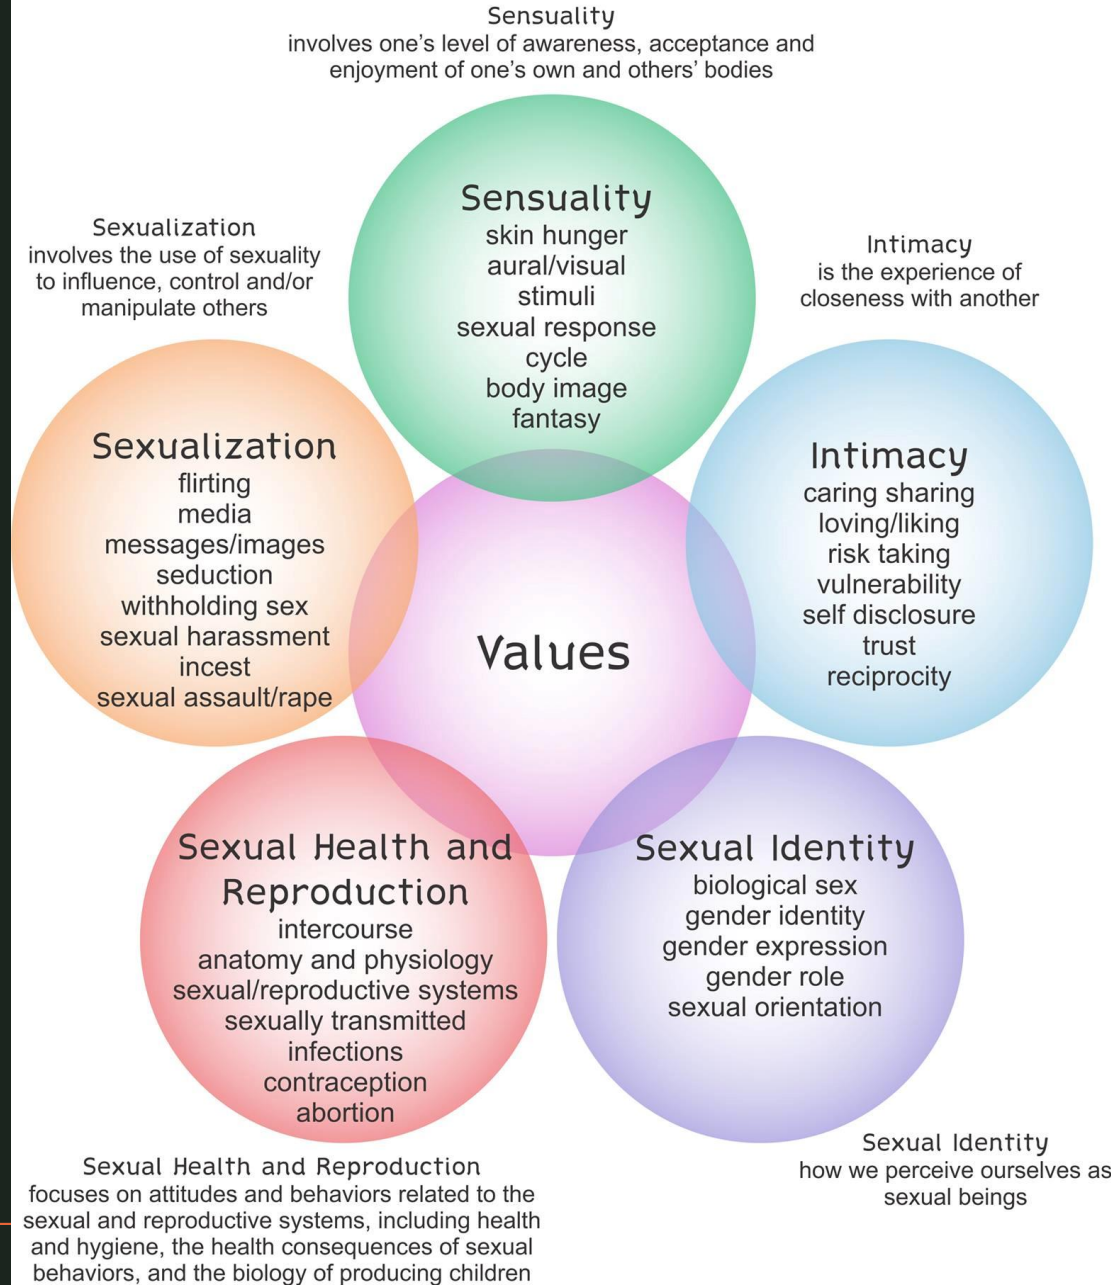 Sensuality
involves one’s level of awareness, acceptance and
enjoyment of one’s own and others’ bodies
Sensuality
skin hunger
aural/visual
stimuli
sexual response
cycle
body image
fantasy
Sexualization
involves the use of sexuality
to influence, control and/or
manipulate others
Intimacy
is the experience of
closeness with another
Sexualization
flirting
media
messages/images
seduction
withholding sex
sexual harassment
incest
sexual assault/rape
Values
Intimacy
caring sharing
loving/liking
risk taking
vulnerability
self disclosure
trust
reciprocity
Sexual Health and
Reproduction
intercourse
anatomy and physiology
sexual/reproductive systems
sexually transmitted
infections
contraception
abortion
Sexual Identity
biological sex
gender identity
gender expression
gender role
sexual orientation
Sexual Health and Reproduction
focuses on attitudes and behaviors related to the
sexual and reproductive systems, including health
and hygiene, the health consequences of sexual
behaviors, and the biology of producing children
Sexual Identity
how we perceive ourselves as
sexual beings